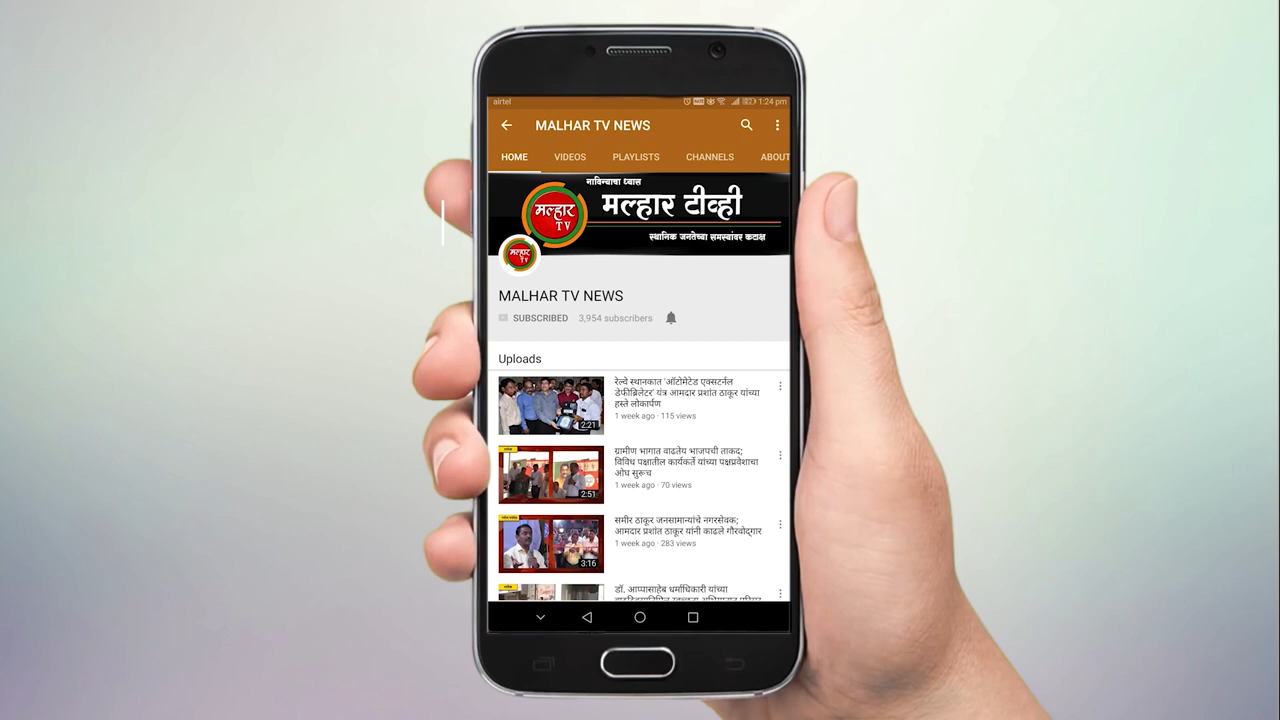 airtel
1:24 pm
MALHAR TV NEWS
HOME VIDEOS PLAYLISTS CHANNELS ABOUT
नाविन्याचा ध्यास
मल्हार टीव्ही
मल्हार
TV
स्थानिक जनतेच्या समस्यांवर कटाक्ष
मल्हार
TV
MALHAR TV NEWS
SUBSCRIBED 3,954 subscribers
Uploads
रेल्वे स्थानकात 'ऑटोमेटेड एक्सटर्नल
डेफीब्रिलेटर' यंत्र आमदार प्रशांत ठाकूर यांच्या
हस्ते लोकार्पण
1 week ago · 115 views
2:21
ग्रामीण भागात वाढतेय भाजपची ताकद;
विविध पक्षातील कार्यकर्ते यांच्या पक्षप्रवेशाचा
ओघ सुरूच
1 week ago · 70 views
2:51
समीर ठाकूर जनसामान्यांचे नगरसेवक;
आमदार प्रशांत ठाकूर यांनी काढले गौरवोद्गार
1 week ago · 283 views
3:16
डॉ. आप्पासाहेब धर्माधिकारी यांच्या